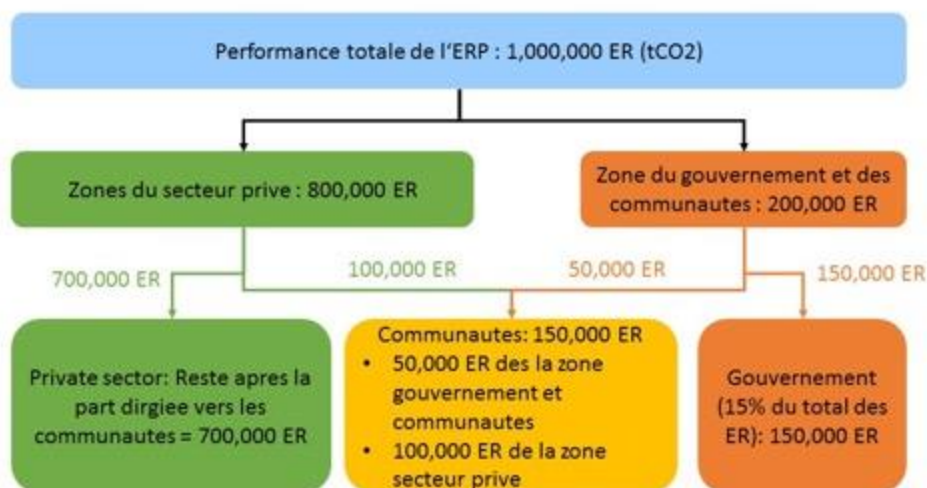 Performance totale de l'ERP : 1,000,000 ER (tCO2)
Zones du secteur prive : 800,000 ER
Zone du gouvernement et des
communautes : 200,000 ER
700,000 ER
100,000 ER
50,000 ER
150,000 ER
Private sector: Reste apres la
part dirgiee vers les
communautes = 700,000 ER
Communautes: 150,000 ER
• 50,000 ER des la zone
gouvernement et
communautes
• 100,000 ER de la zone
secteur prive
Gouvernement
(15% du total des
ER): 150,000 ER